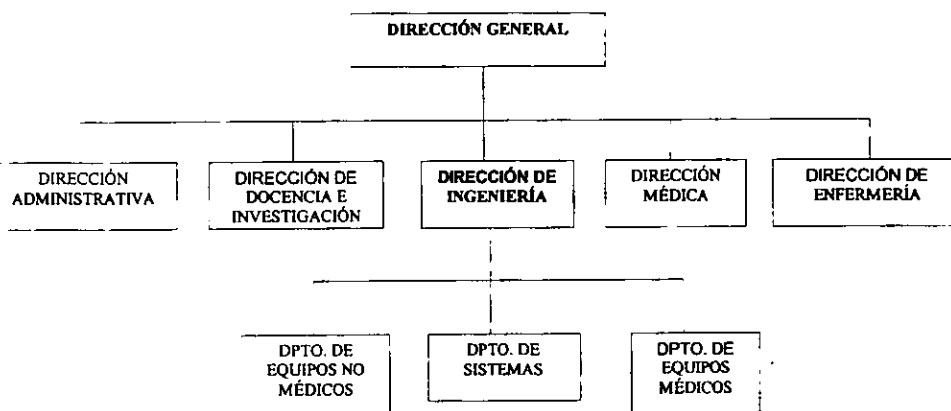 DIRECCIÓN GENERAL
DIRECCIÓN
ADMINISTRATIVA
DIRECCIÓN DE
DOCENCIA E
INVESTIGACIÓN
DIRECCIÓN DE
INGENIERÍA
DIRECCIÓN
MÉDICA
DIRECCIÓN DE
ENFERMERÍA
DPTO. DE
EQUIPOS NO
MÉDICOS
DPTO. DE
SISTEMAS
DPTO. DE
EQUIPOS
MÉDICOS